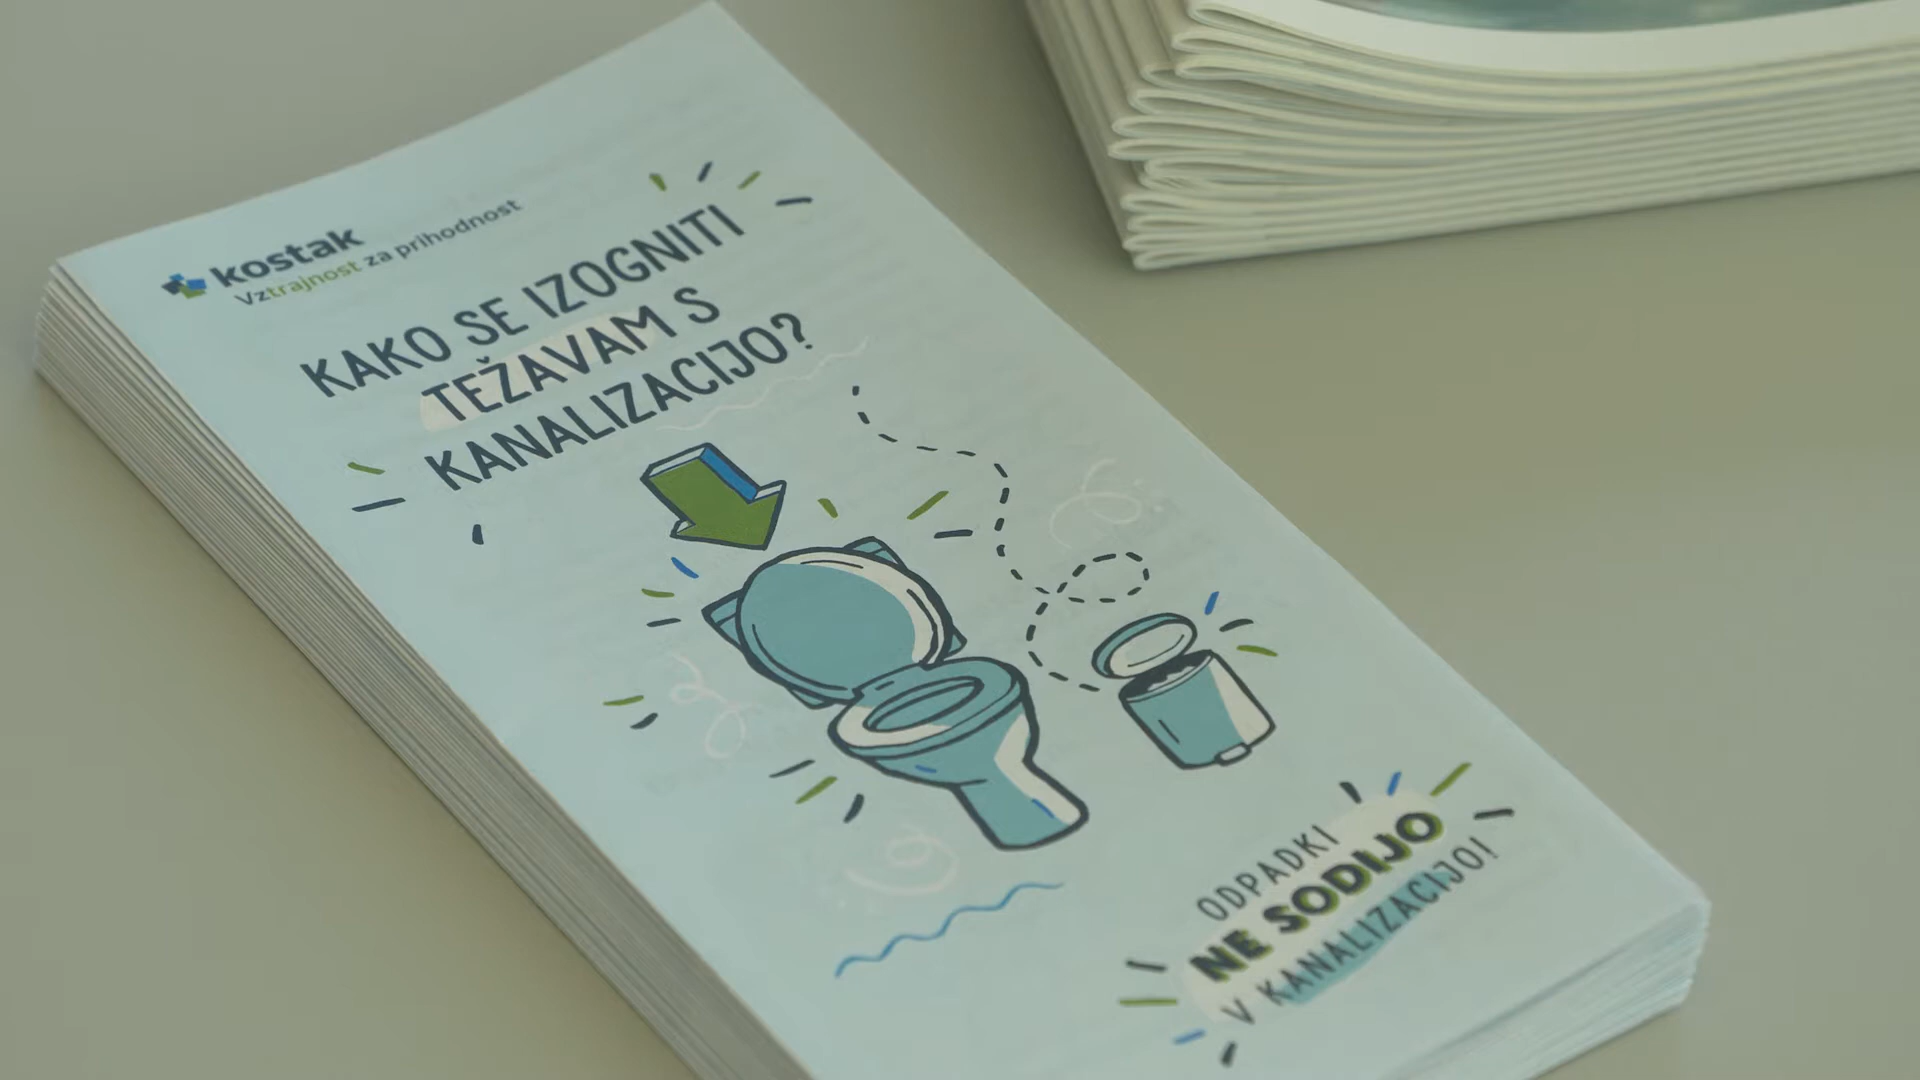 kostak
Vztrajnost za prihodnost
KAKO SE IZOGNITI
TEŽAVAM S
KANALIZACIJO?
ODPADKI
NE SODIJO
V KANALIZACIJO!